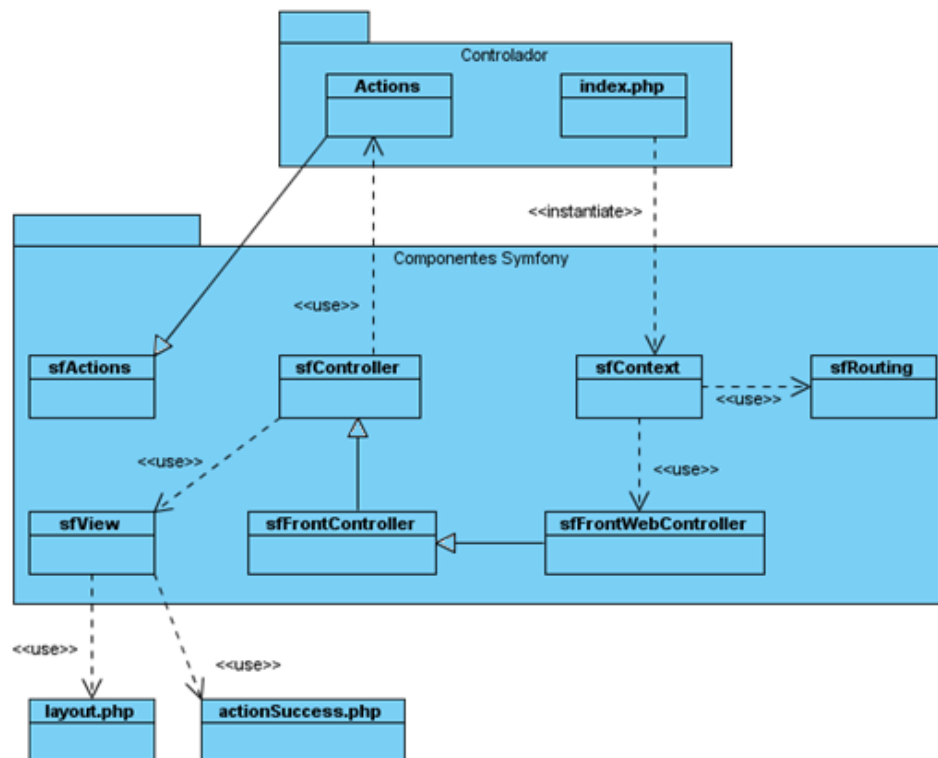 Controlador
Actions
index.php
<<instantiate>>
Componentes Symfony
<<use>>
sfActions
sfController
sfContext
sfRouting
<<use>>
<<use>>
<<use>>
sfView
sfFrontController
sfFrontWebController
<<use>>
<<use>>
layout.php
actionSuccess.php